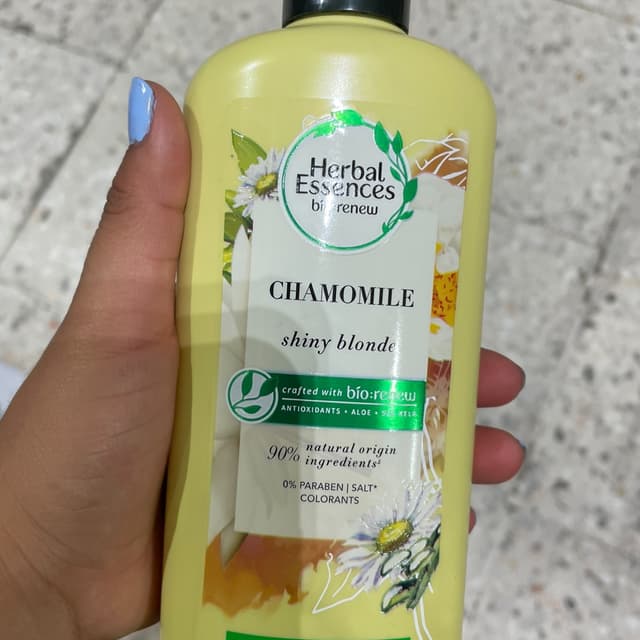 Herbal
Essences
bio:renew
CHAMOMILE
shiny blonde
crafted with bio:renew
ANTIOXIDANTS • ALOE •
90% natural origin
ingredients‡
0% PARABEN | SALT*
COLORANTS